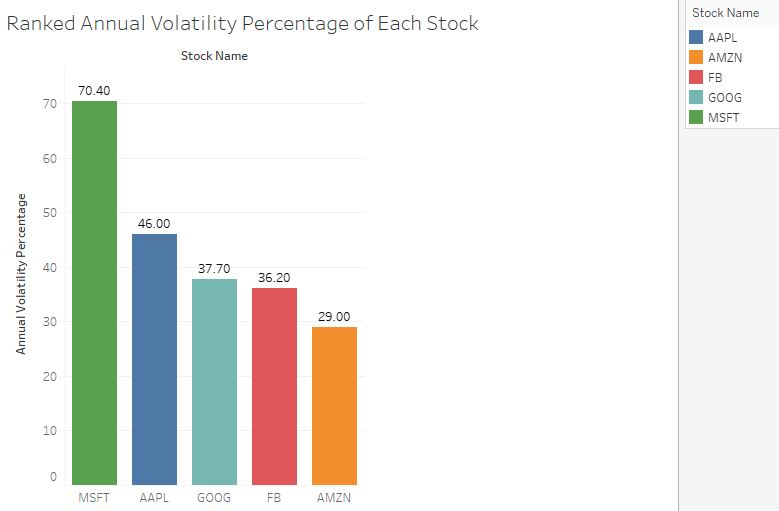 Ranked Annual Volatility Percentage of Each Stock
Stock Name
70.40
46.00
37.70
36.20
29.00
70
60
50
40
30
20
10
0
Annual Volatility Percentage
MSFT
AAPL
GOOG
FB
AMZN
Stock Name
AAPL
AMZN
FB
GOOG
MSFT